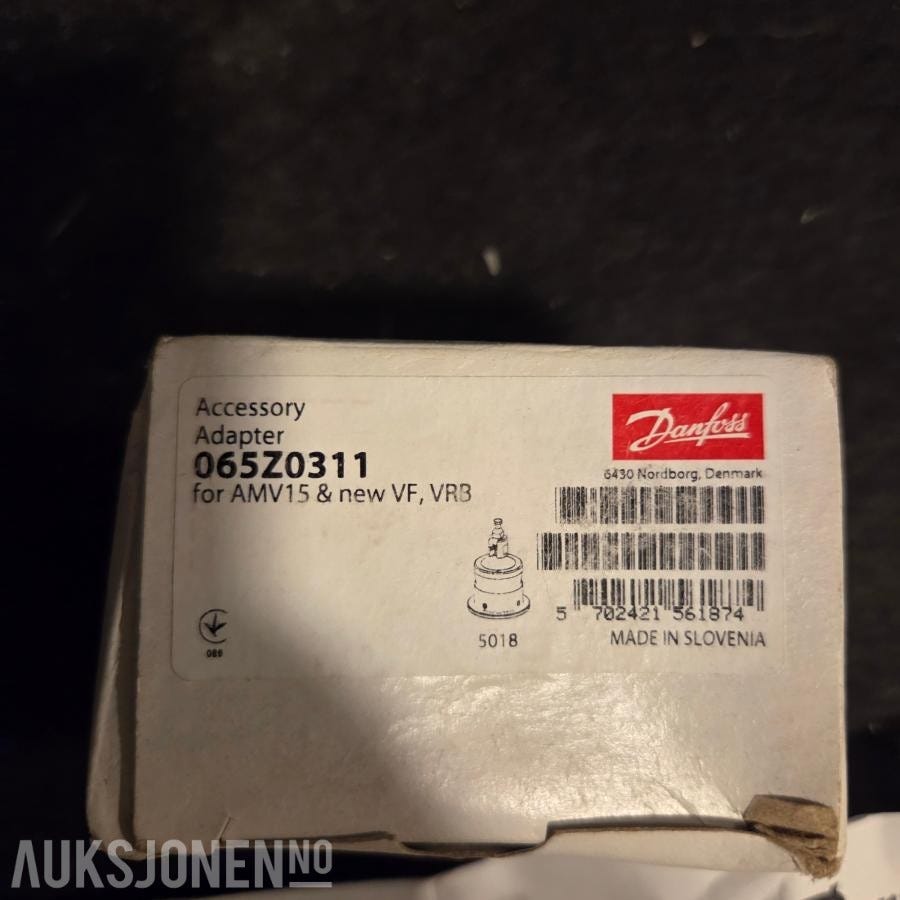 Accessory
Adapter
065Z0311
for AMV15 & new VF, VRB
Danfoss
6430 Nordborg, Denmark
5 702421 561874
5018
MADE IN SLOVENIA
089
AUKSJONEN NO